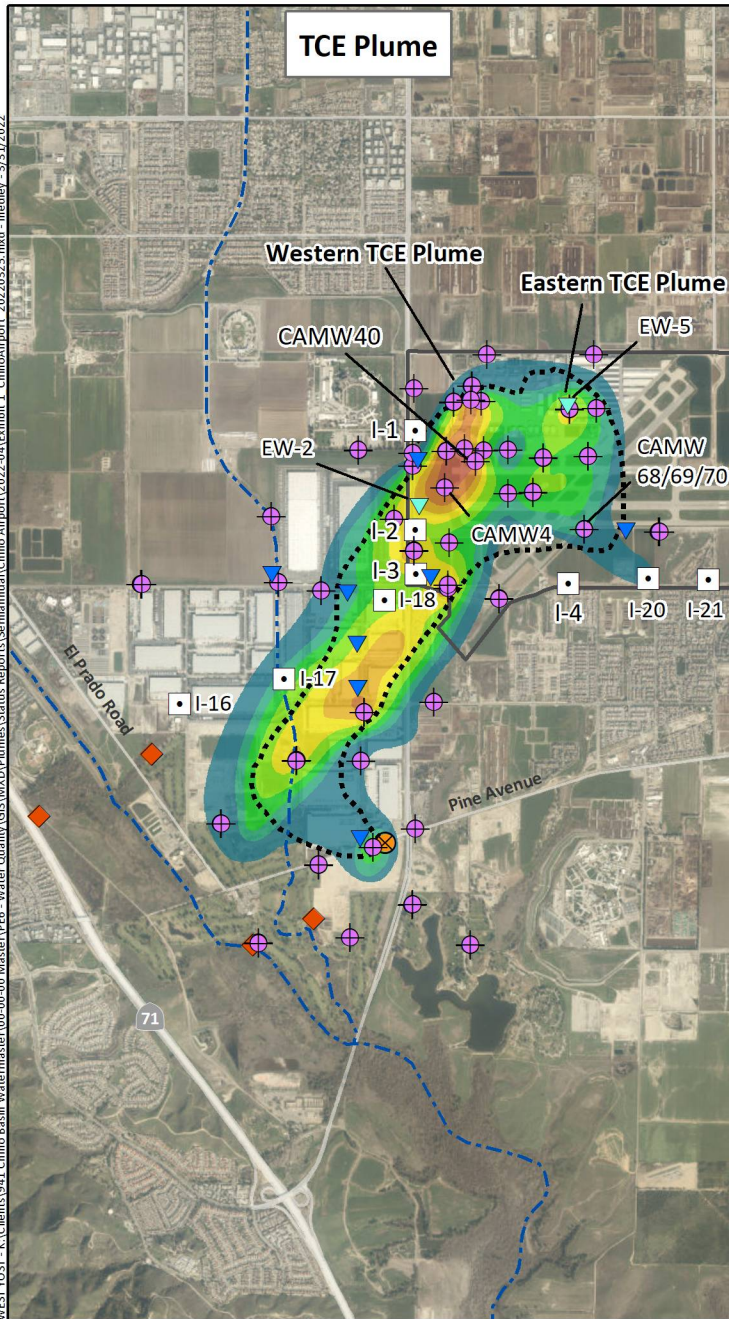 TCE Plume
Western TCE Plume
Eastern TCE Plume
EW-5
CAMW40
I-1
EW-2
CAMW
68/69/70
I-2
CAMW4
I-3
I-18
I-4
I-20
I-21
I-17
I-16
El Prado Road
Pine Avenue
71